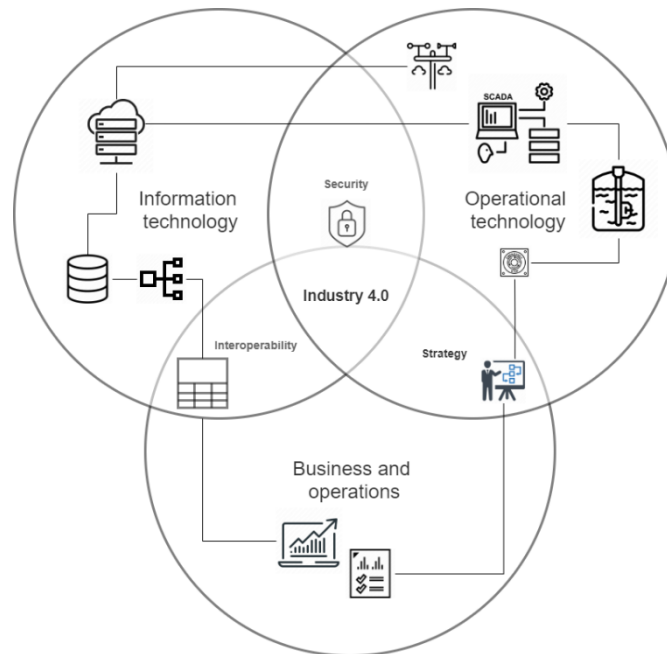 SCADA
Security
Information
technology
Operational
technology
Industry 4.0
Interoperability
Strategy
Business and
operations